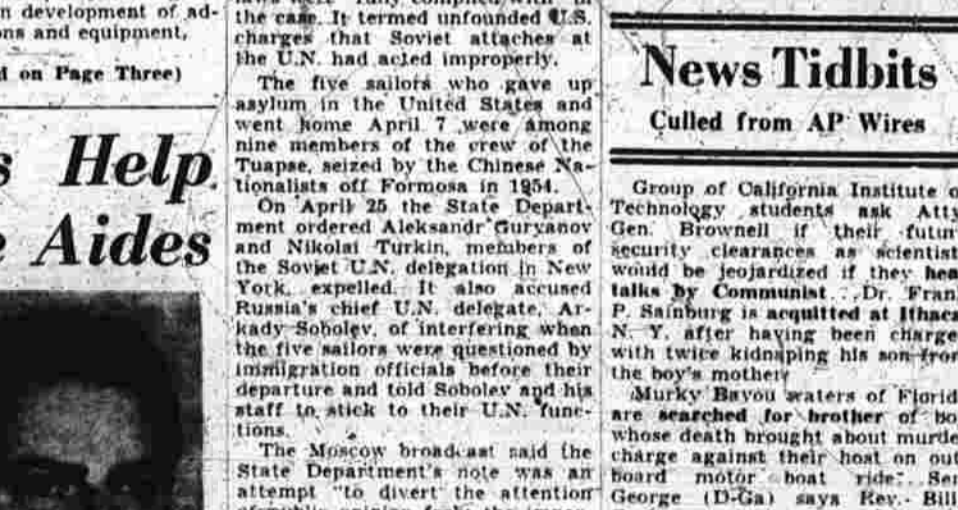 n development of ad-
ons and equipment,
d on Page Three)
s Help
e Aides
the case. It termed unfounded U.S.
charges that Soviet attaches at
the U.N. had acted improperly.
The five sailors who gave up
asylum in the United States and
went home April 7 were among
nine members of the crew of the
Tuapse, seized by the Chinese Na-
tionalists off Formosa in 1954.
On April 25 the State Depart-
ment ordered Aleksandr Guryanov
and Nikolai Turkin, members of
the Soviet U.N. delegation in New
York, expelled. It also accused
Russia's chief U.N. delegate, Ar-
kady Sobolev, of interfering when
the five sailors were questioned by
immigration officials before their
departure and told Sobolev and his
staff to stick to their U.N. func-
tions.
The Moscow broadcast said the
State Department's note was an
attempt "to divert the attention
News Tidbits
Culled from AP Wires
Group of California Institute o
Technology students ask Atty
Gen. Brownell if their futur
security clearances as scientist
would be jeojardized if they hea
talks by Communist... Dr. Fran
P. Sainburg is acquitted at Ithaca
N. Y. after having been charge
with twice kidnaping his son from
the boy's mother
Murky Bayou waters of Florid
are searched for brother of bo
whose death brought about murde
charge against their host on out
board motor boat ride. Sen
George (D-Ga) says Rev. Bill